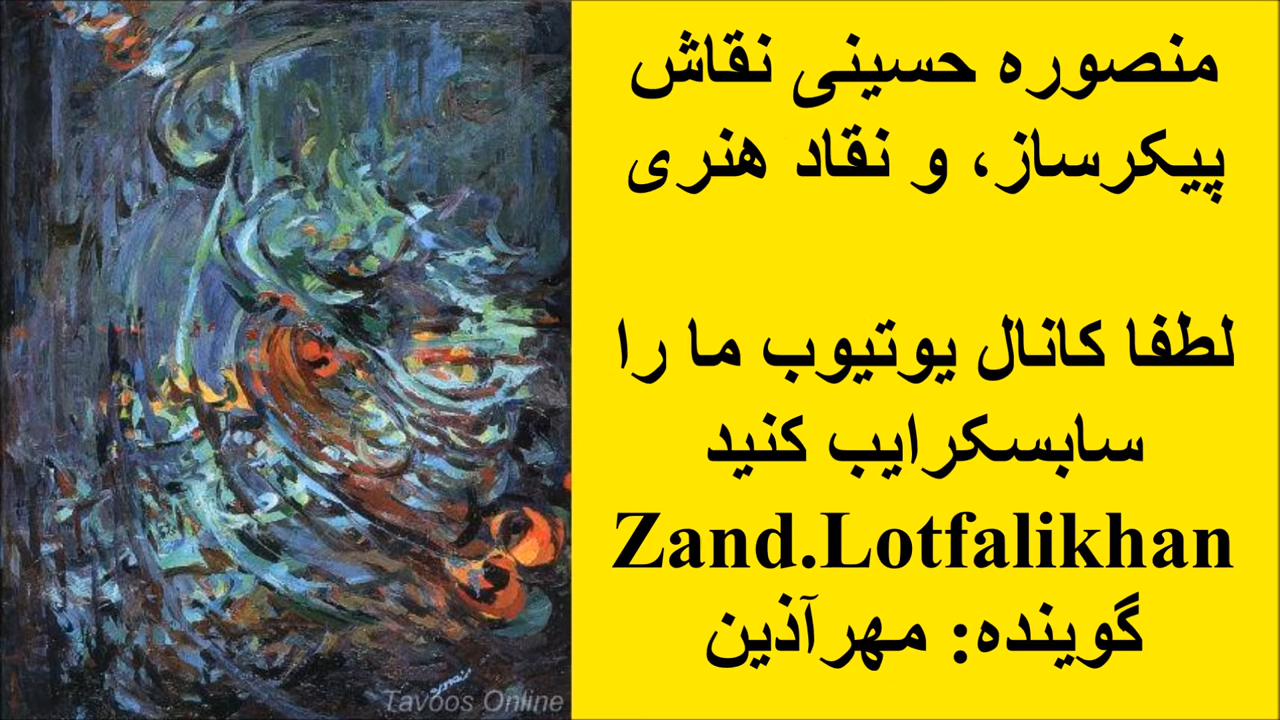 منصوره حسینی نقاش
پیکرساز، و نقاد هنری
لطفا کانال یوتیوب ما را
سابسکرایب کنید
Zand.Lotfalikhan
گوینده: مهرآذین
Tavoos Online